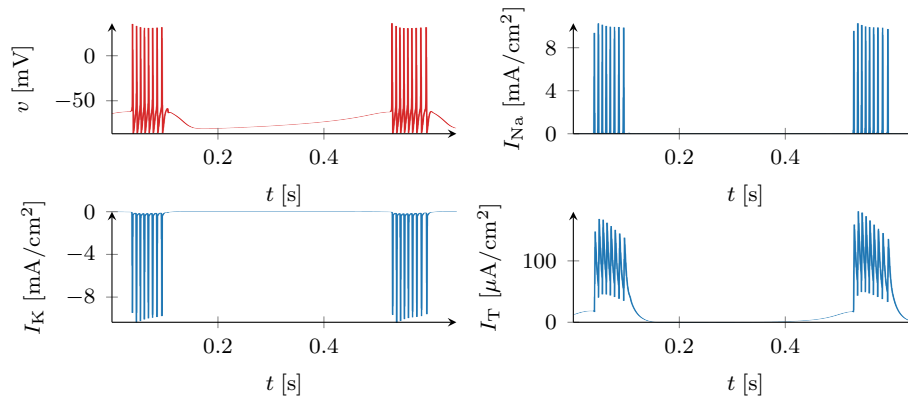 0
−50
v [mV]
0.2 0.4
t [s]
8
4
0
I_Na [mA/cm²]
0.2 0.4
t [s]
0
−4
−8
I_K [mA/cm²]
0.2 0.4
t [s]
100
0
I_T [μA/cm²]
0.2 0.4
t [s]